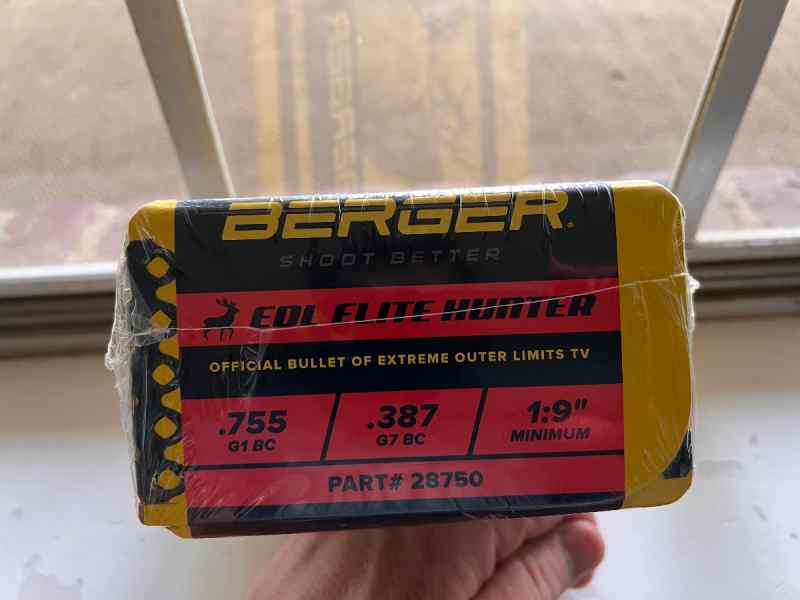 BERGER®
SHOOT BETTER
EOL ELITE HUNTER
OFFICIAL BULLET OF EXTREME OUTER LIMITS TV
.755 .387 1:9"
G1 BC G7 BC MINIMUM
PART# 28750